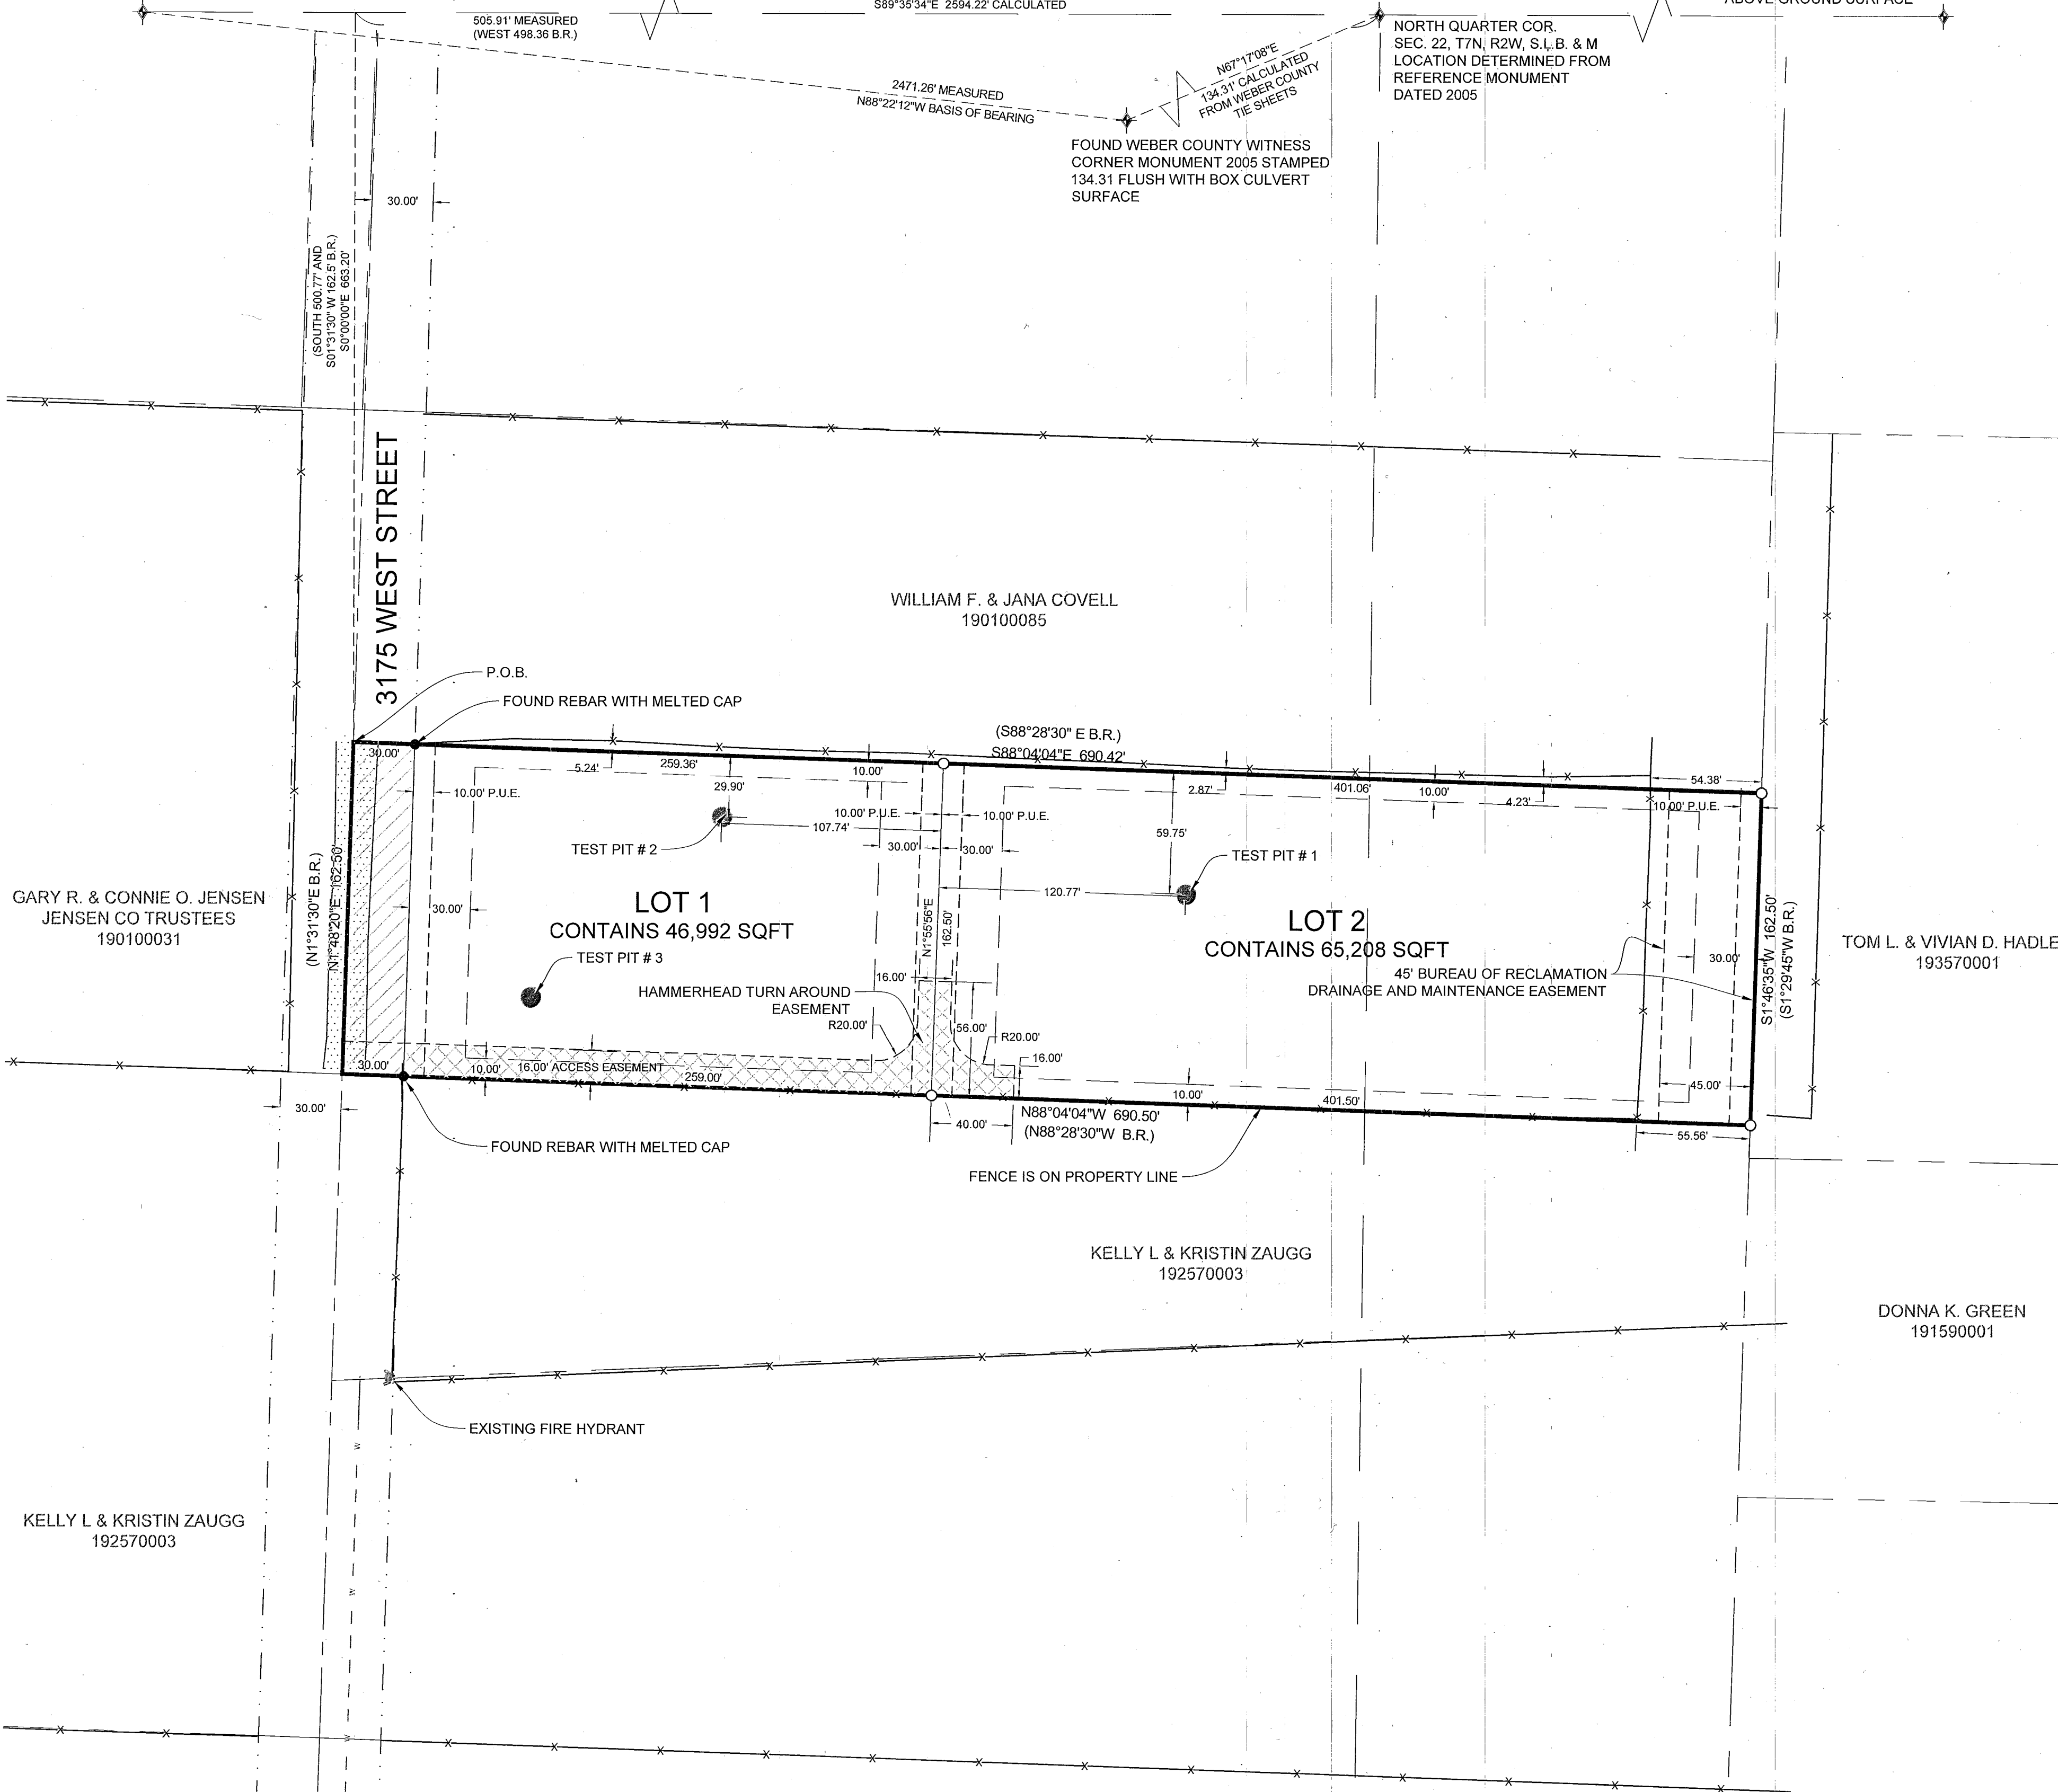 505.91' MEASURED
(WEST 498.36 B.R.)
S89°35'34"E 2594.22' CALCULATED
ABOVE GROUND SURFACE
NORTH QUARTER COR.
SEC. 22, T7N, R2W, S.L.B. & M
LOCATION DETERMINED FROM
REFERENCE MONUMENT
DATED 2005
N67°17'08"E
134.31' CALCULATED
FROM WEBER COUNTY
TIE SHEETS
2471.26' MEASURED
N88°22'12"W BASIS OF BEARING
FOUND WEBER COUNTY WITNESS
CORNER MONUMENT 2005 STAMPED
134.31 FLUSH WITH BOX CULVERT
SURFACE
30.00'
(SOUTH 500.77' AND
S01°31'30" W 162.5' B.R.)
S0°00'00"E 663.20'
3175 WEST STREET
WILLIAM F. & JANA COVELL
190100085
P.O.B.
FOUND REBAR WITH MELTED CAP
(S88°28'30" E B.R.)
S88°04'04"E 690.42'
30.00'
5.24'
259.36'
10.00'
29.90'
2.87'
401.06'
10.00'
4.23'
54.38'
10.00' P.U.E.
10.00' P.U.E.
10.00' P.U.E.
10.00' P.U.E.
107.74'
59.75'
TEST PIT # 2
30.00'
30.00'
TEST PIT # 1
120.77'
GARY R. & CONNIE O. JENSEN
JENSEN CO TRUSTEES
190100031
(N1°31'30"E B.R.)
N1°48'20"E 162.50'
30.00'
LOT 1
CONTAINS 46,992 SQFT
TEST PIT # 3
N1°55'56"E
162.50'
LOT 2
CONTAINS 65,208 SQFT
45' BUREAU OF RECLAMATION
DRAINAGE AND MAINTENANCE EASEMENT
30.00'
S1°46'35"W 162.50'
(S1°29'45"W B.R.)
TOM L. & VIVIAN D. HADLE
193570001
16.00'
HAMMERHEAD TURN AROUND
EASEMENT
R20.00'
56.00'
R20.00'
16.00'
30.00'
10.00'
16.00' ACCESS EASEMENT
259.00'
10.00'
401.50'
45.00'
30.00'
40.00'
N88°04'04"W 690.50'
(N88°28'30"W B.R.)
55.56'
FOUND REBAR WITH MELTED CAP
FENCE IS ON PROPERTY LINE
KELLY L & KRISTIN ZAUGG
192570003
DONNA K. GREEN
191590001
EXISTING FIRE HYDRANT
W
KELLY L & KRISTIN ZAUGG
192570003
W
W